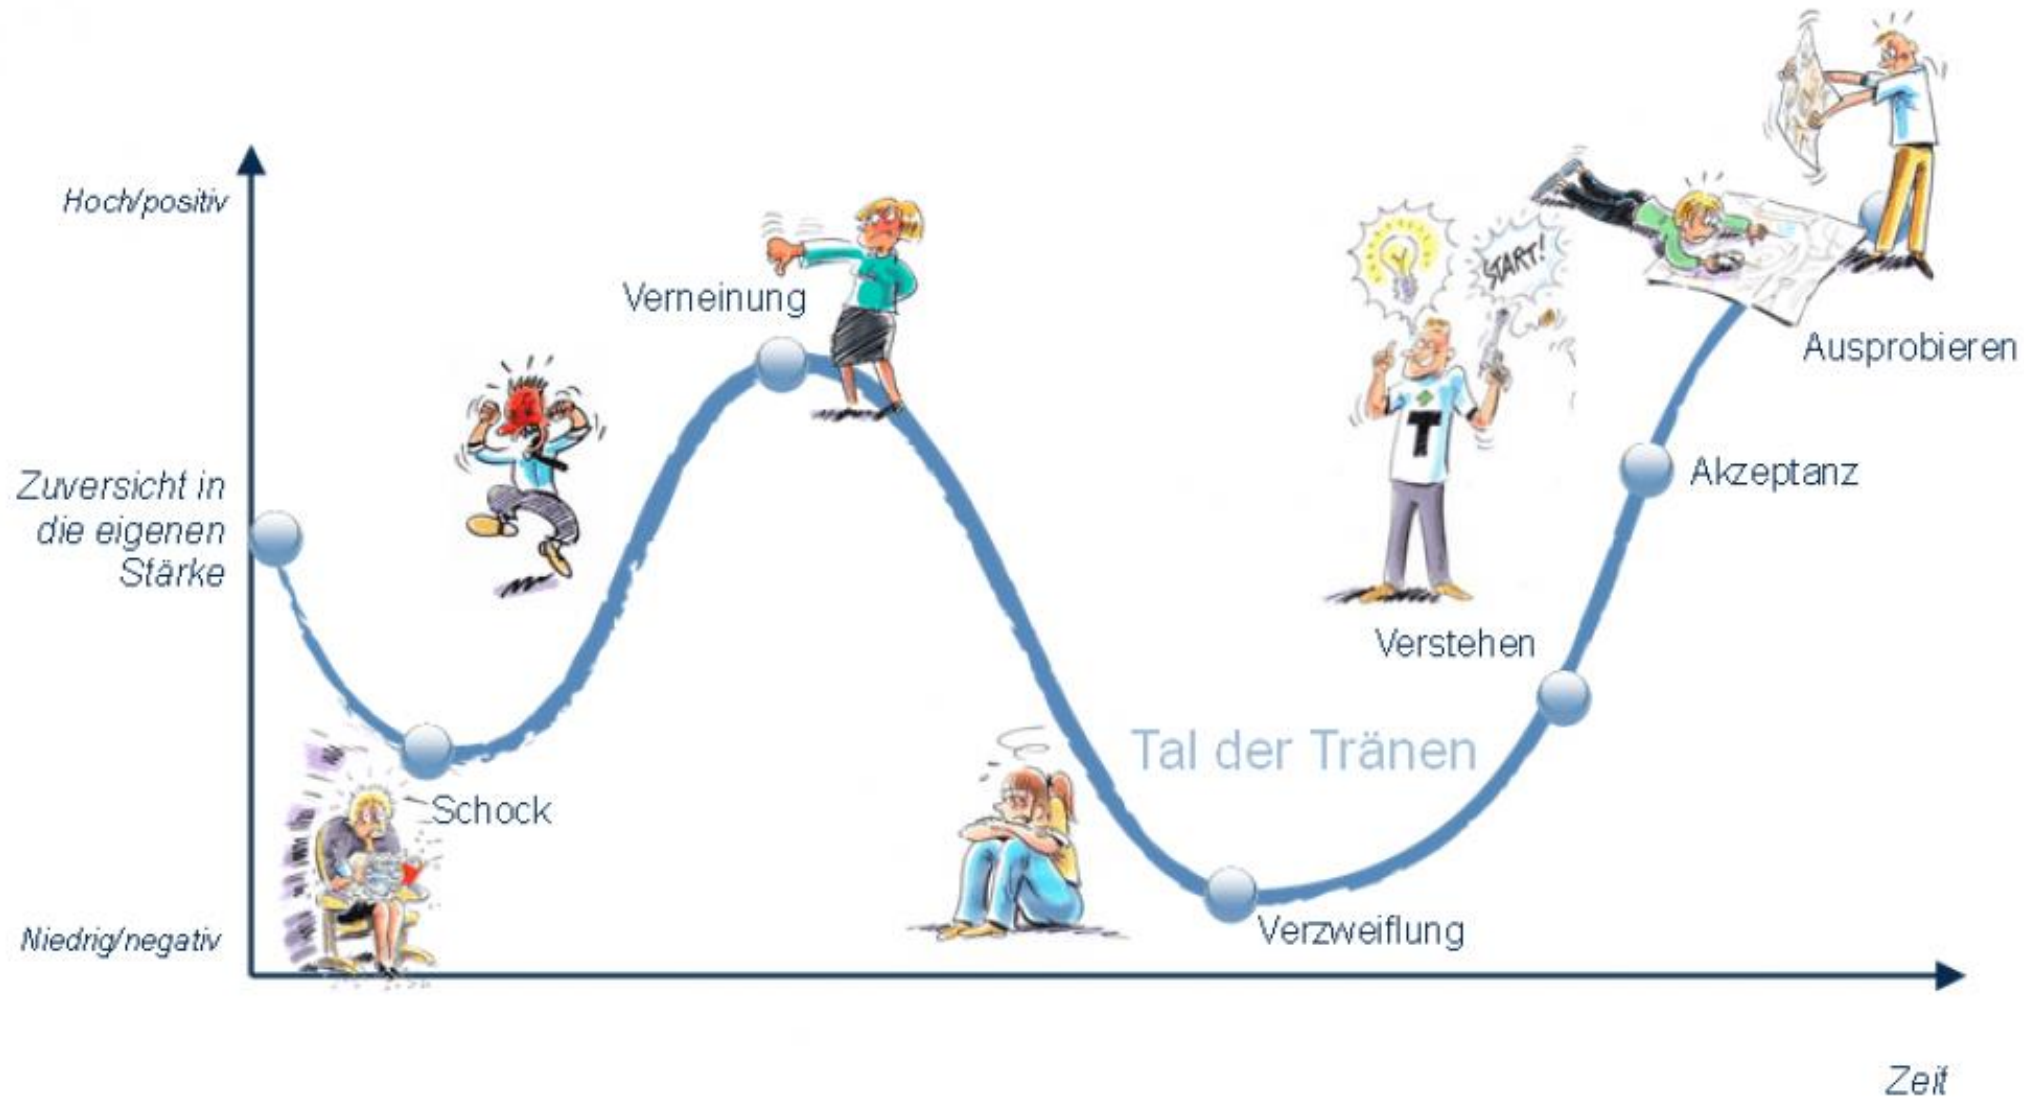 Hoch/positiv
Verneinung
START!
T
Ausprobieren
Akzeptanz
Zuversicht in
die eigenen
Stärke
Verstehen
Tal der Tränen
Schock
Verzweiflung
Niedrig/negativ
Zeit